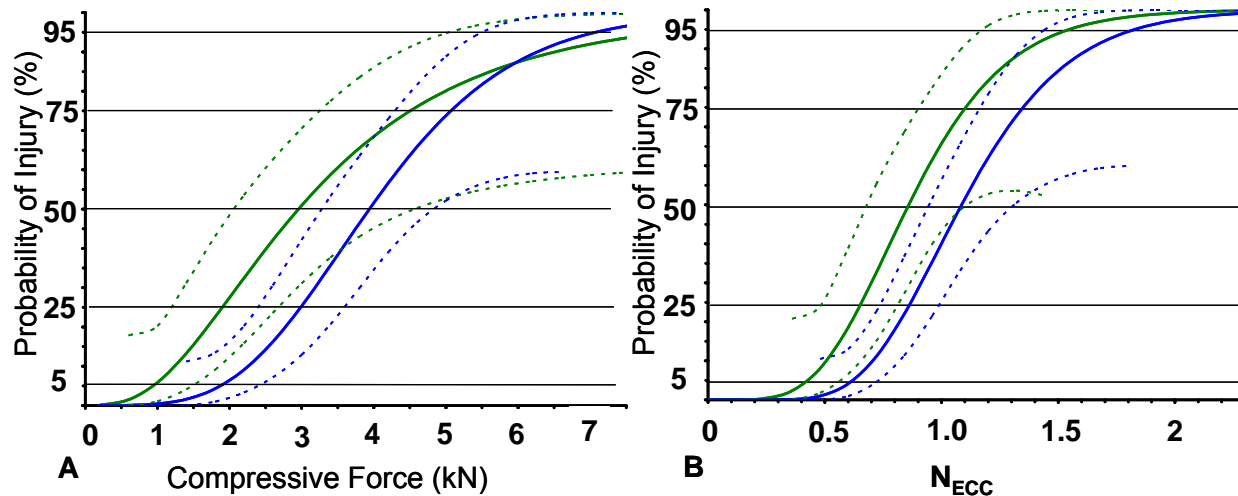 Probability of Injury (%)
95
75
50
25
5
0 1 2 3 4 5 6 7
A
Compressive Force (kN)
Probability of Injury (%)
95
75
50
25
5
0 0.5 1.0 1.5 2
B
N_ECC